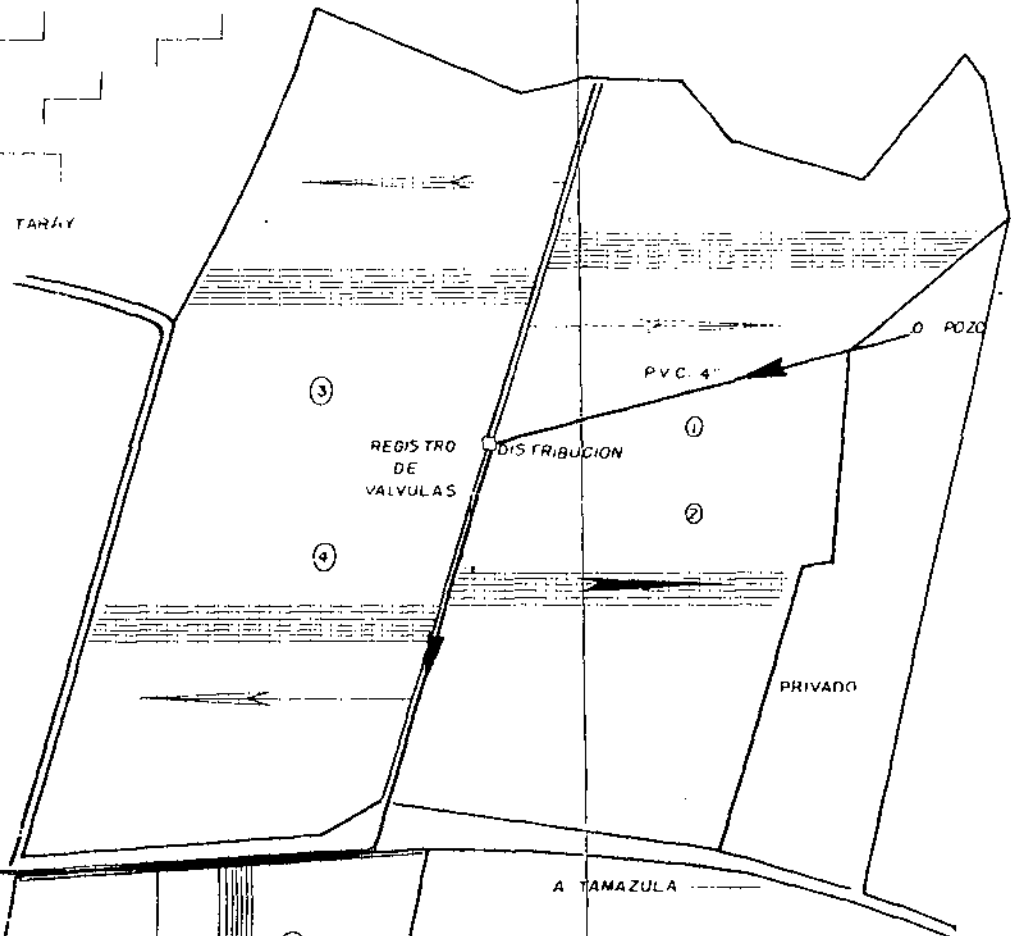 TARAY
O POZO
P.V.C. 4"
3
1
REGISTRO
DE
VALVULAS
DISTRIBUCION
2
4
PRIVADO
A TAMAZULA